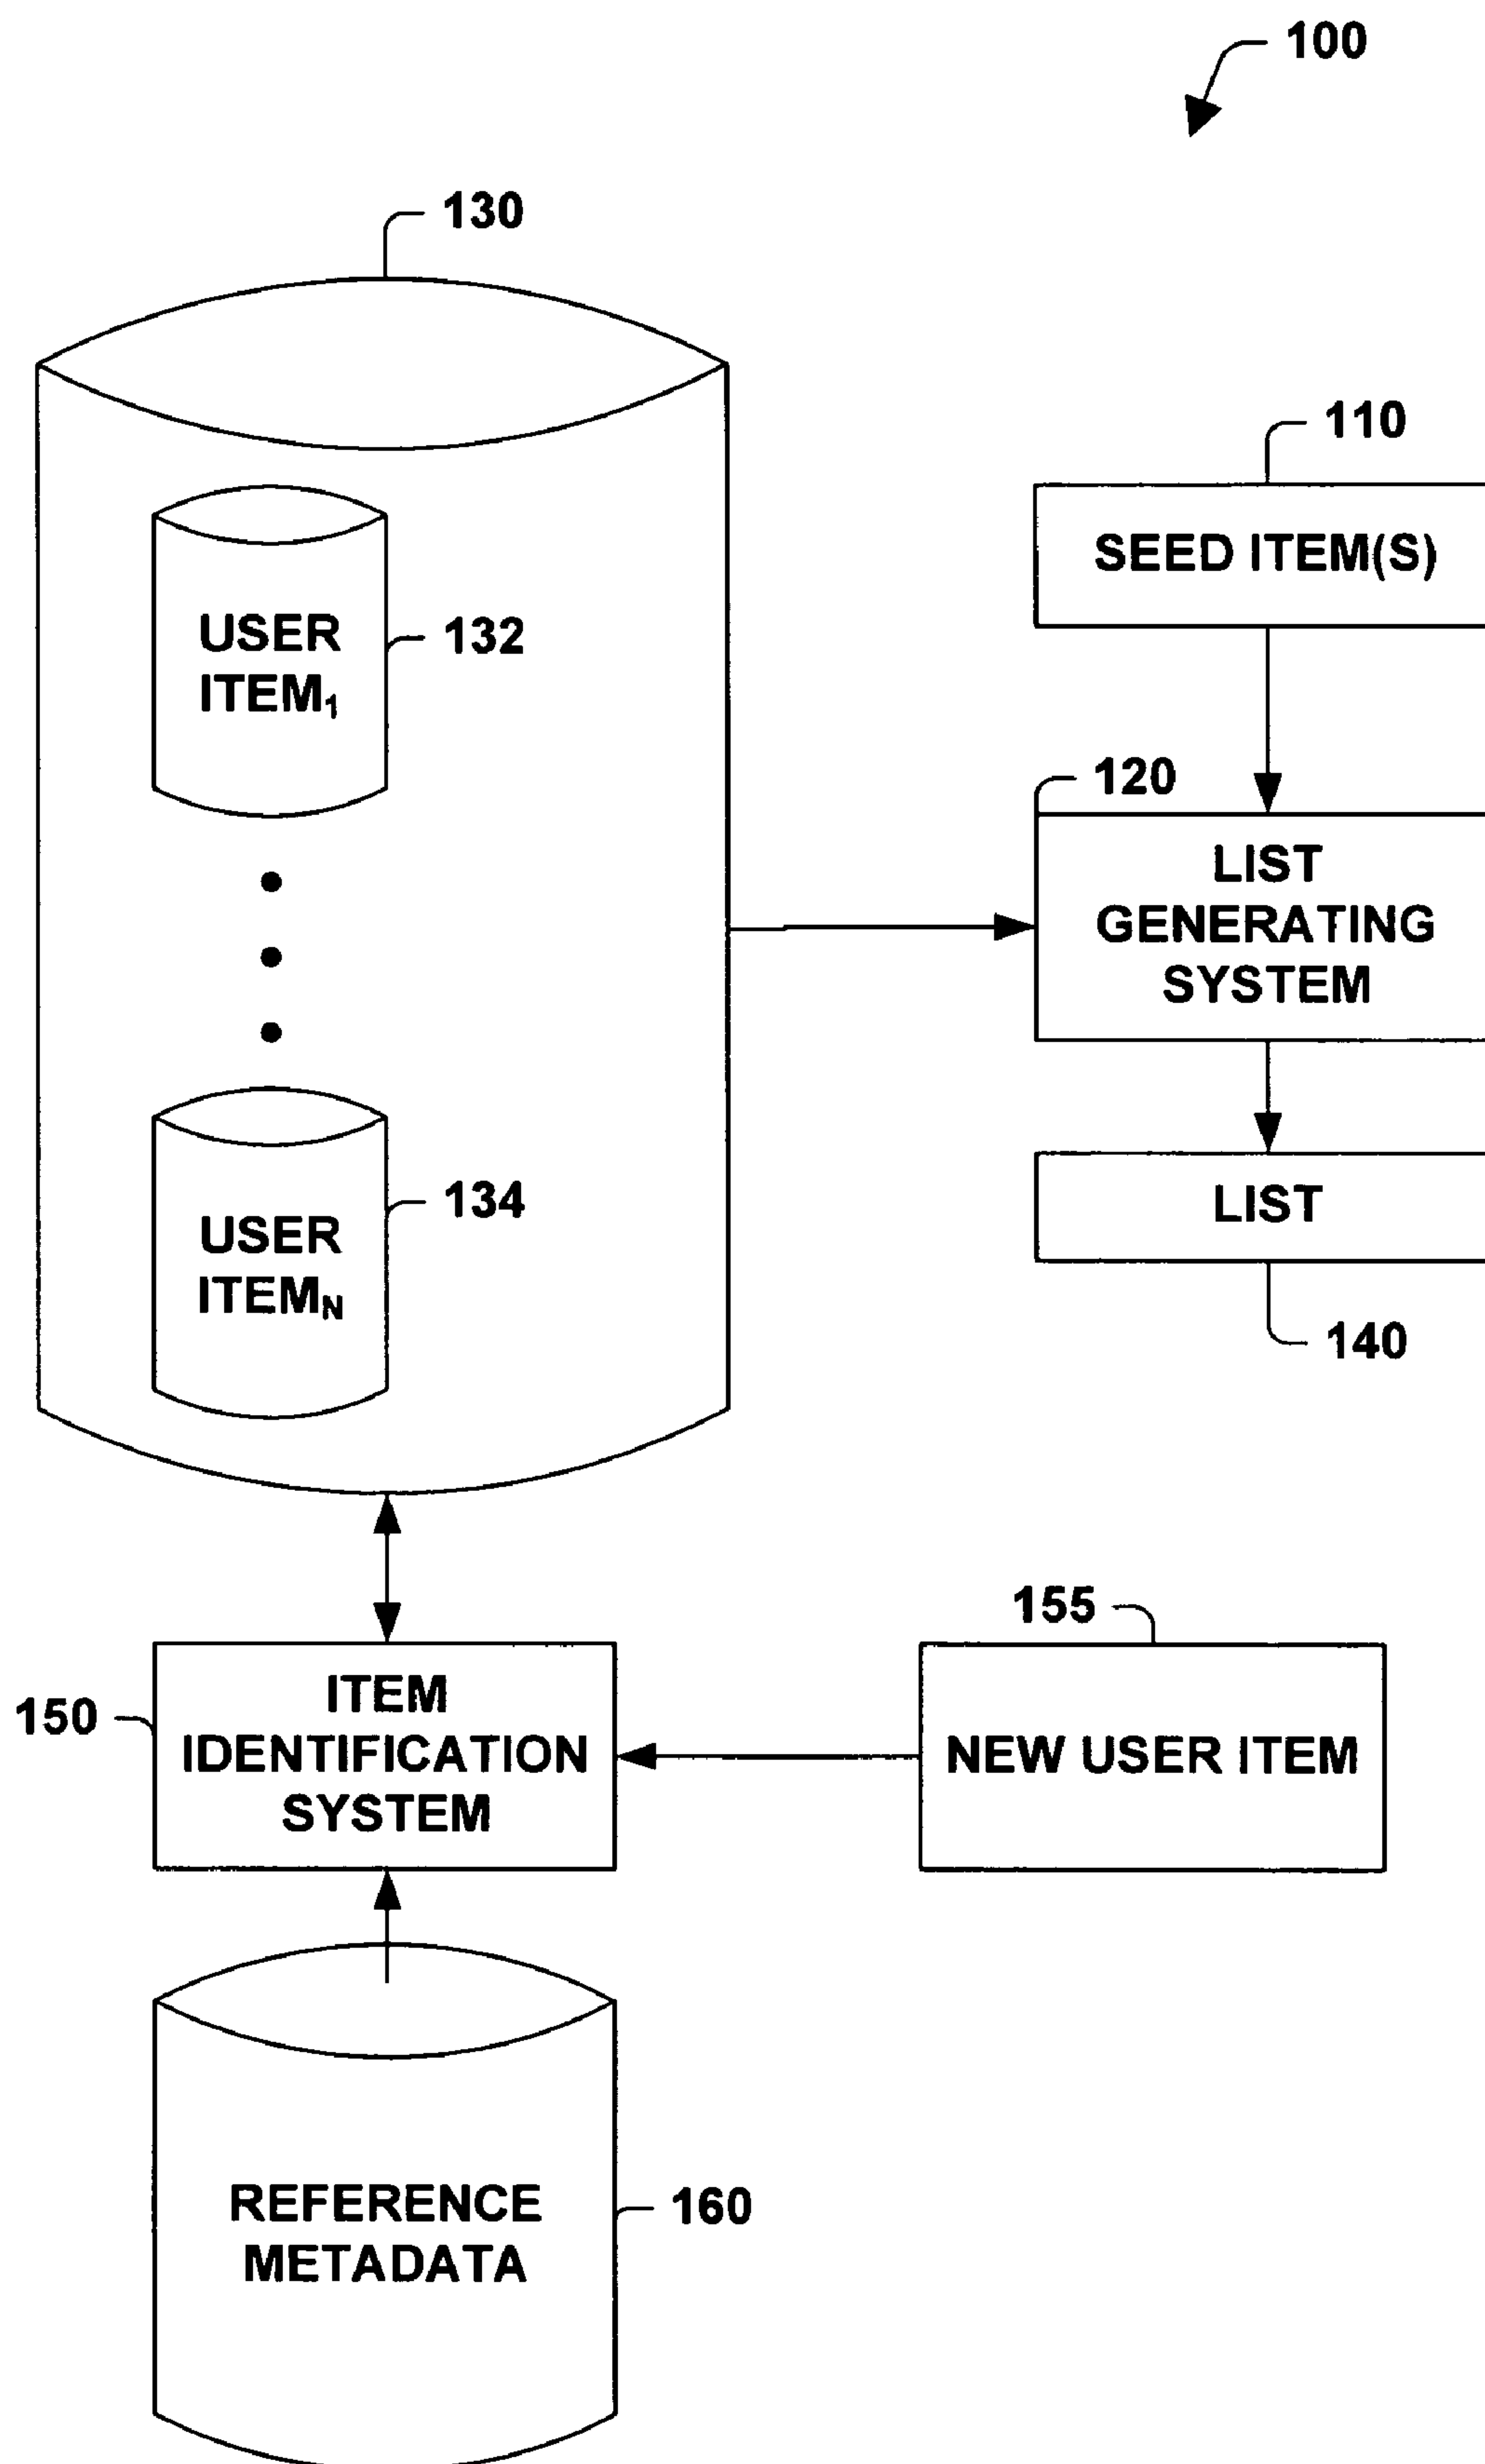 100
130
110
SEED ITEM(S)
USER
ITEM₁
132
120
LIST
GENERATING
SYSTEM
USER
ITEMN
134
LIST
140
155
150
ITEM
IDENTIFICATION
SYSTEM
NEW USER ITEM
REFERENCE
METADATA
160